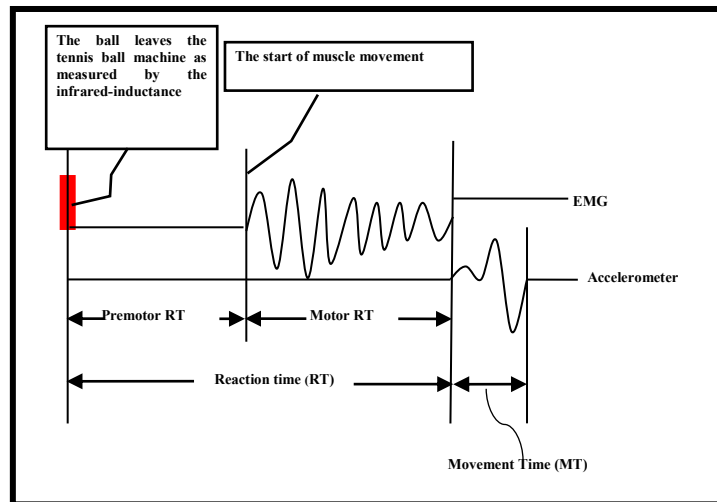 The ball leaves the
tennis ball machine as
measured by the
infrared-inductance
The start of muscle movement
EMG
Accelerometer
Premotor RT
Motor RT
Reaction time (RT)
Movement Time (MT)